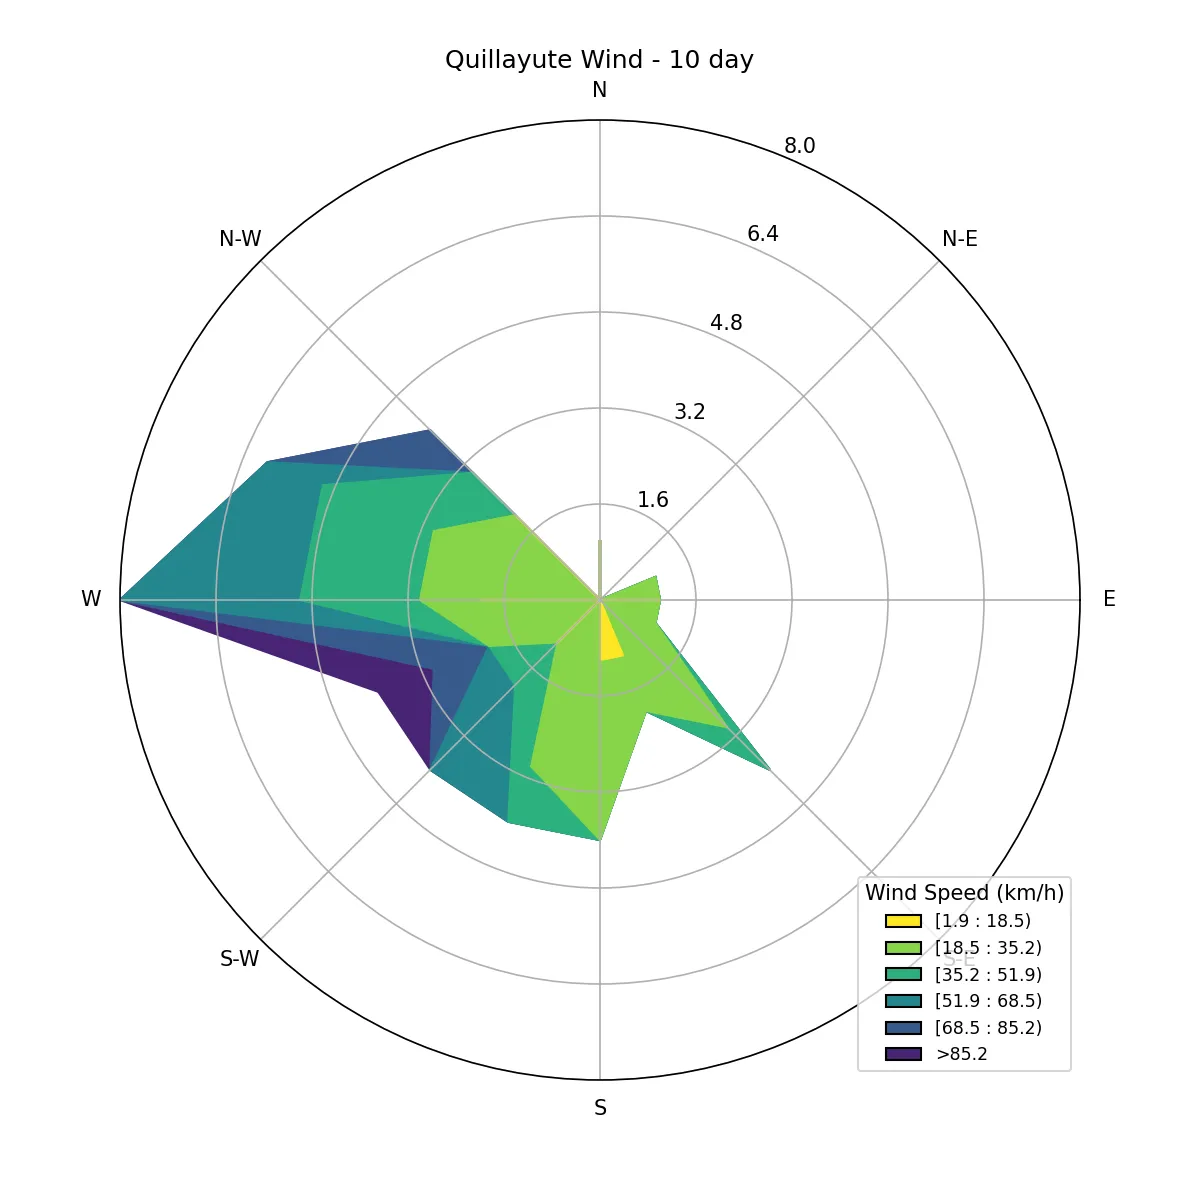 Quillayute Wind - 10 day
N
8.0
N-W
6.4
N-E
4.8
3.2
1.6
W
E
Wind Speed (km/h)
[1.9 : 18.5)
[18.5 : 35.2)
S-W
S-E
[35.2 : 51.9)
[51.9 : 68.5)
[68.5 : 85.2)
>85.2
S